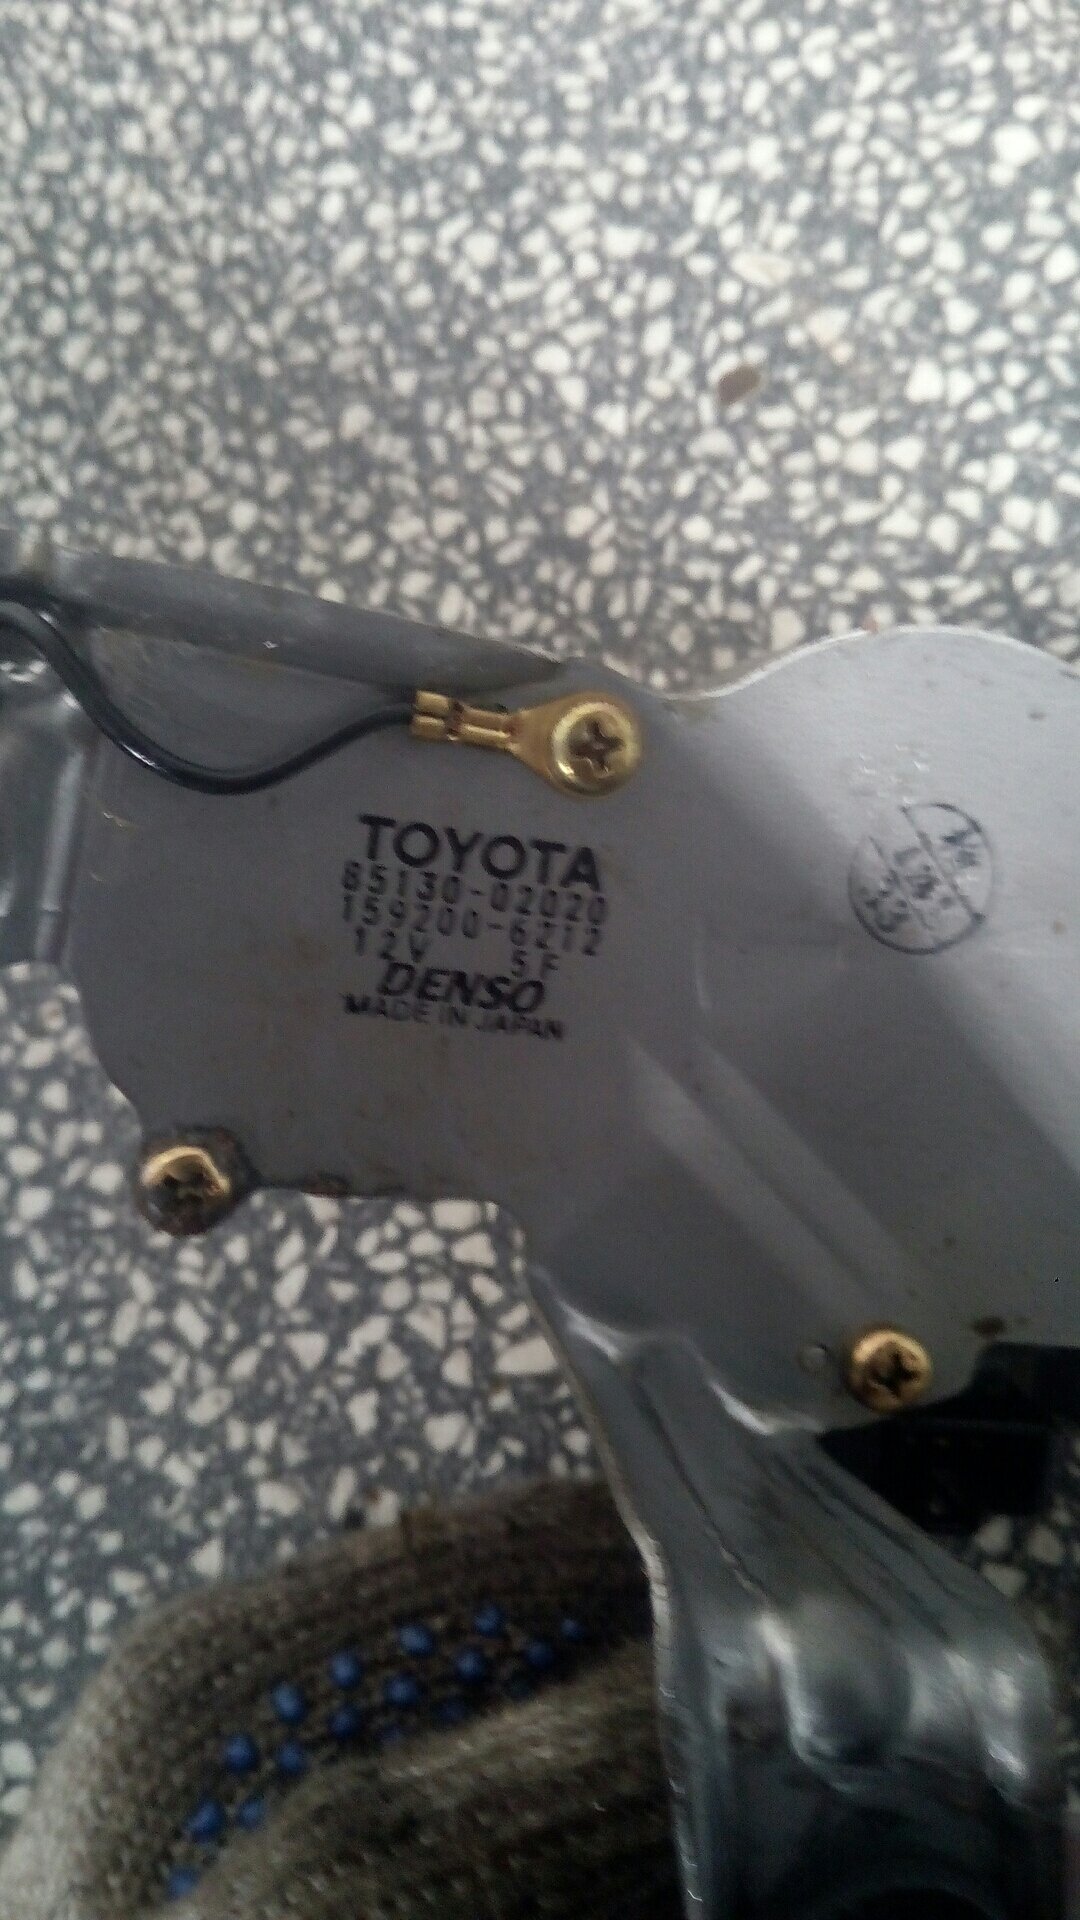 TOYOTA
85130-02020
159200-6212
12V 5F
DENSO
MADE IN JAPAN